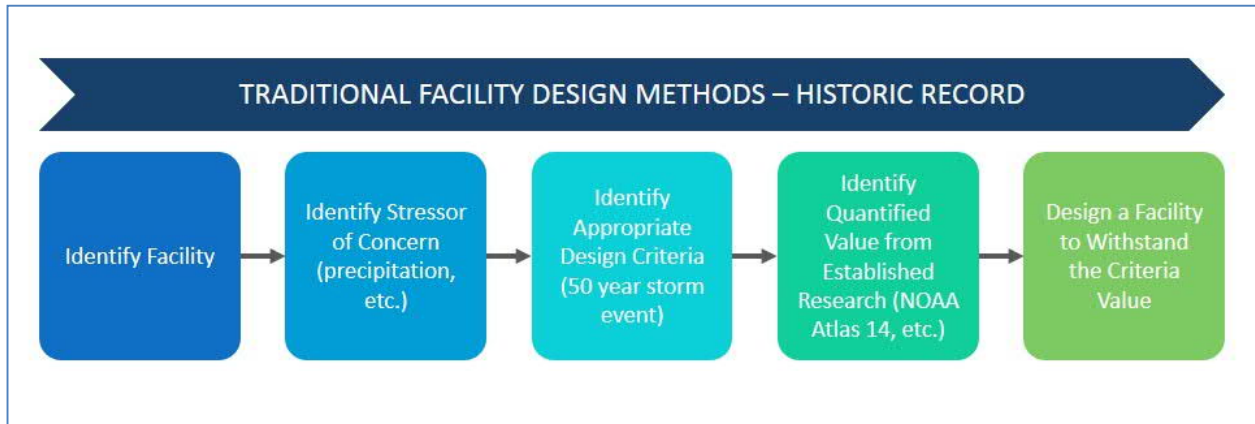 TRADITIONAL FACILITY DESIGN METHODS – HISTORIC RECORD
Identify Facility
Identify Stressor
of Concern
(precipitation,
etc.)
Identify
Appropriate
Design Criteria
(50 year storm
event)
Identify
Quantified
Value from
Established
Research (NOAA
Atlas 14, etc.)
Design a Facility
to Withstand
the Criteria
Value